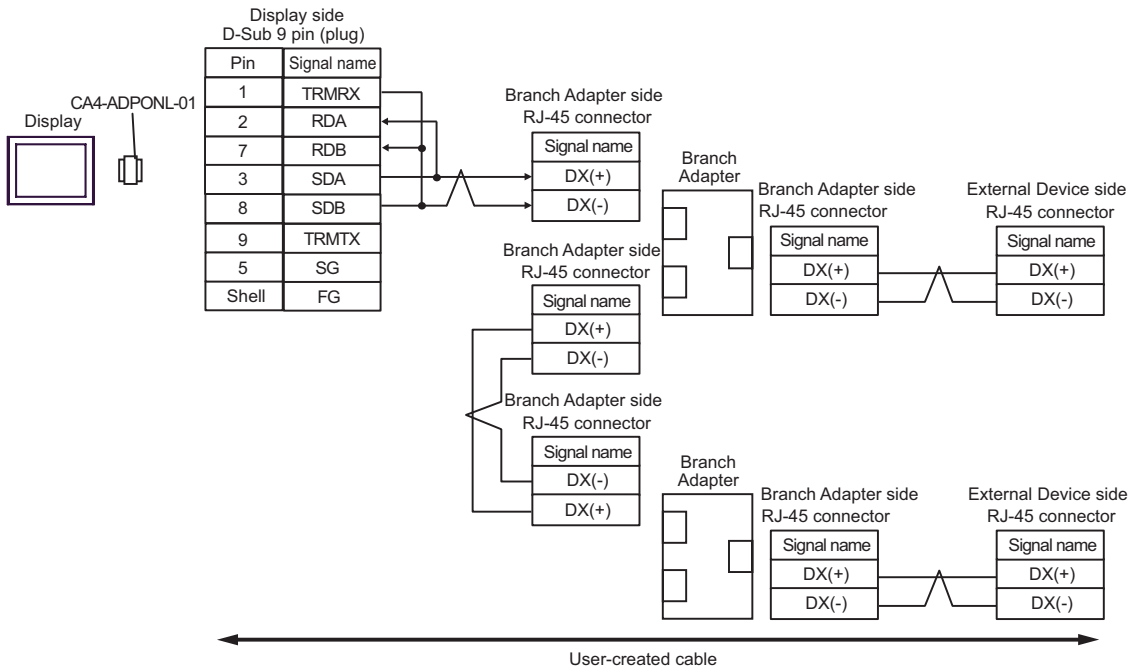 Display side
D-Sub 9 pin (plug)
Pin Signal name
1 TRMRX
2 RDA
7 RDB
3 SDA
8 SDB
9 TRMTX
5 SG
Shell FG
CA4-ADPONL-01
Display
Branch Adapter side
RJ-45 connector
Signal name
DX(+)
DX(-)
Branch
Adapter
Branch Adapter side
RJ-45 connector
Signal name
DX(+)
DX(-)
External Device side
RJ-45 connector
Signal name
DX(+)
DX(-)
Branch Adapter side
RJ-45 connector
Signal name
DX(+)
DX(-)
Branch Adapter side
RJ-45 connector
Signal name
DX(-)
DX(+)
Branch
Adapter
Branch Adapter side
RJ-45 connector
Signal name
DX(+)
DX(-)
External Device side
RJ-45 connector
Signal name
DX(+)
DX(-)
User-created cable